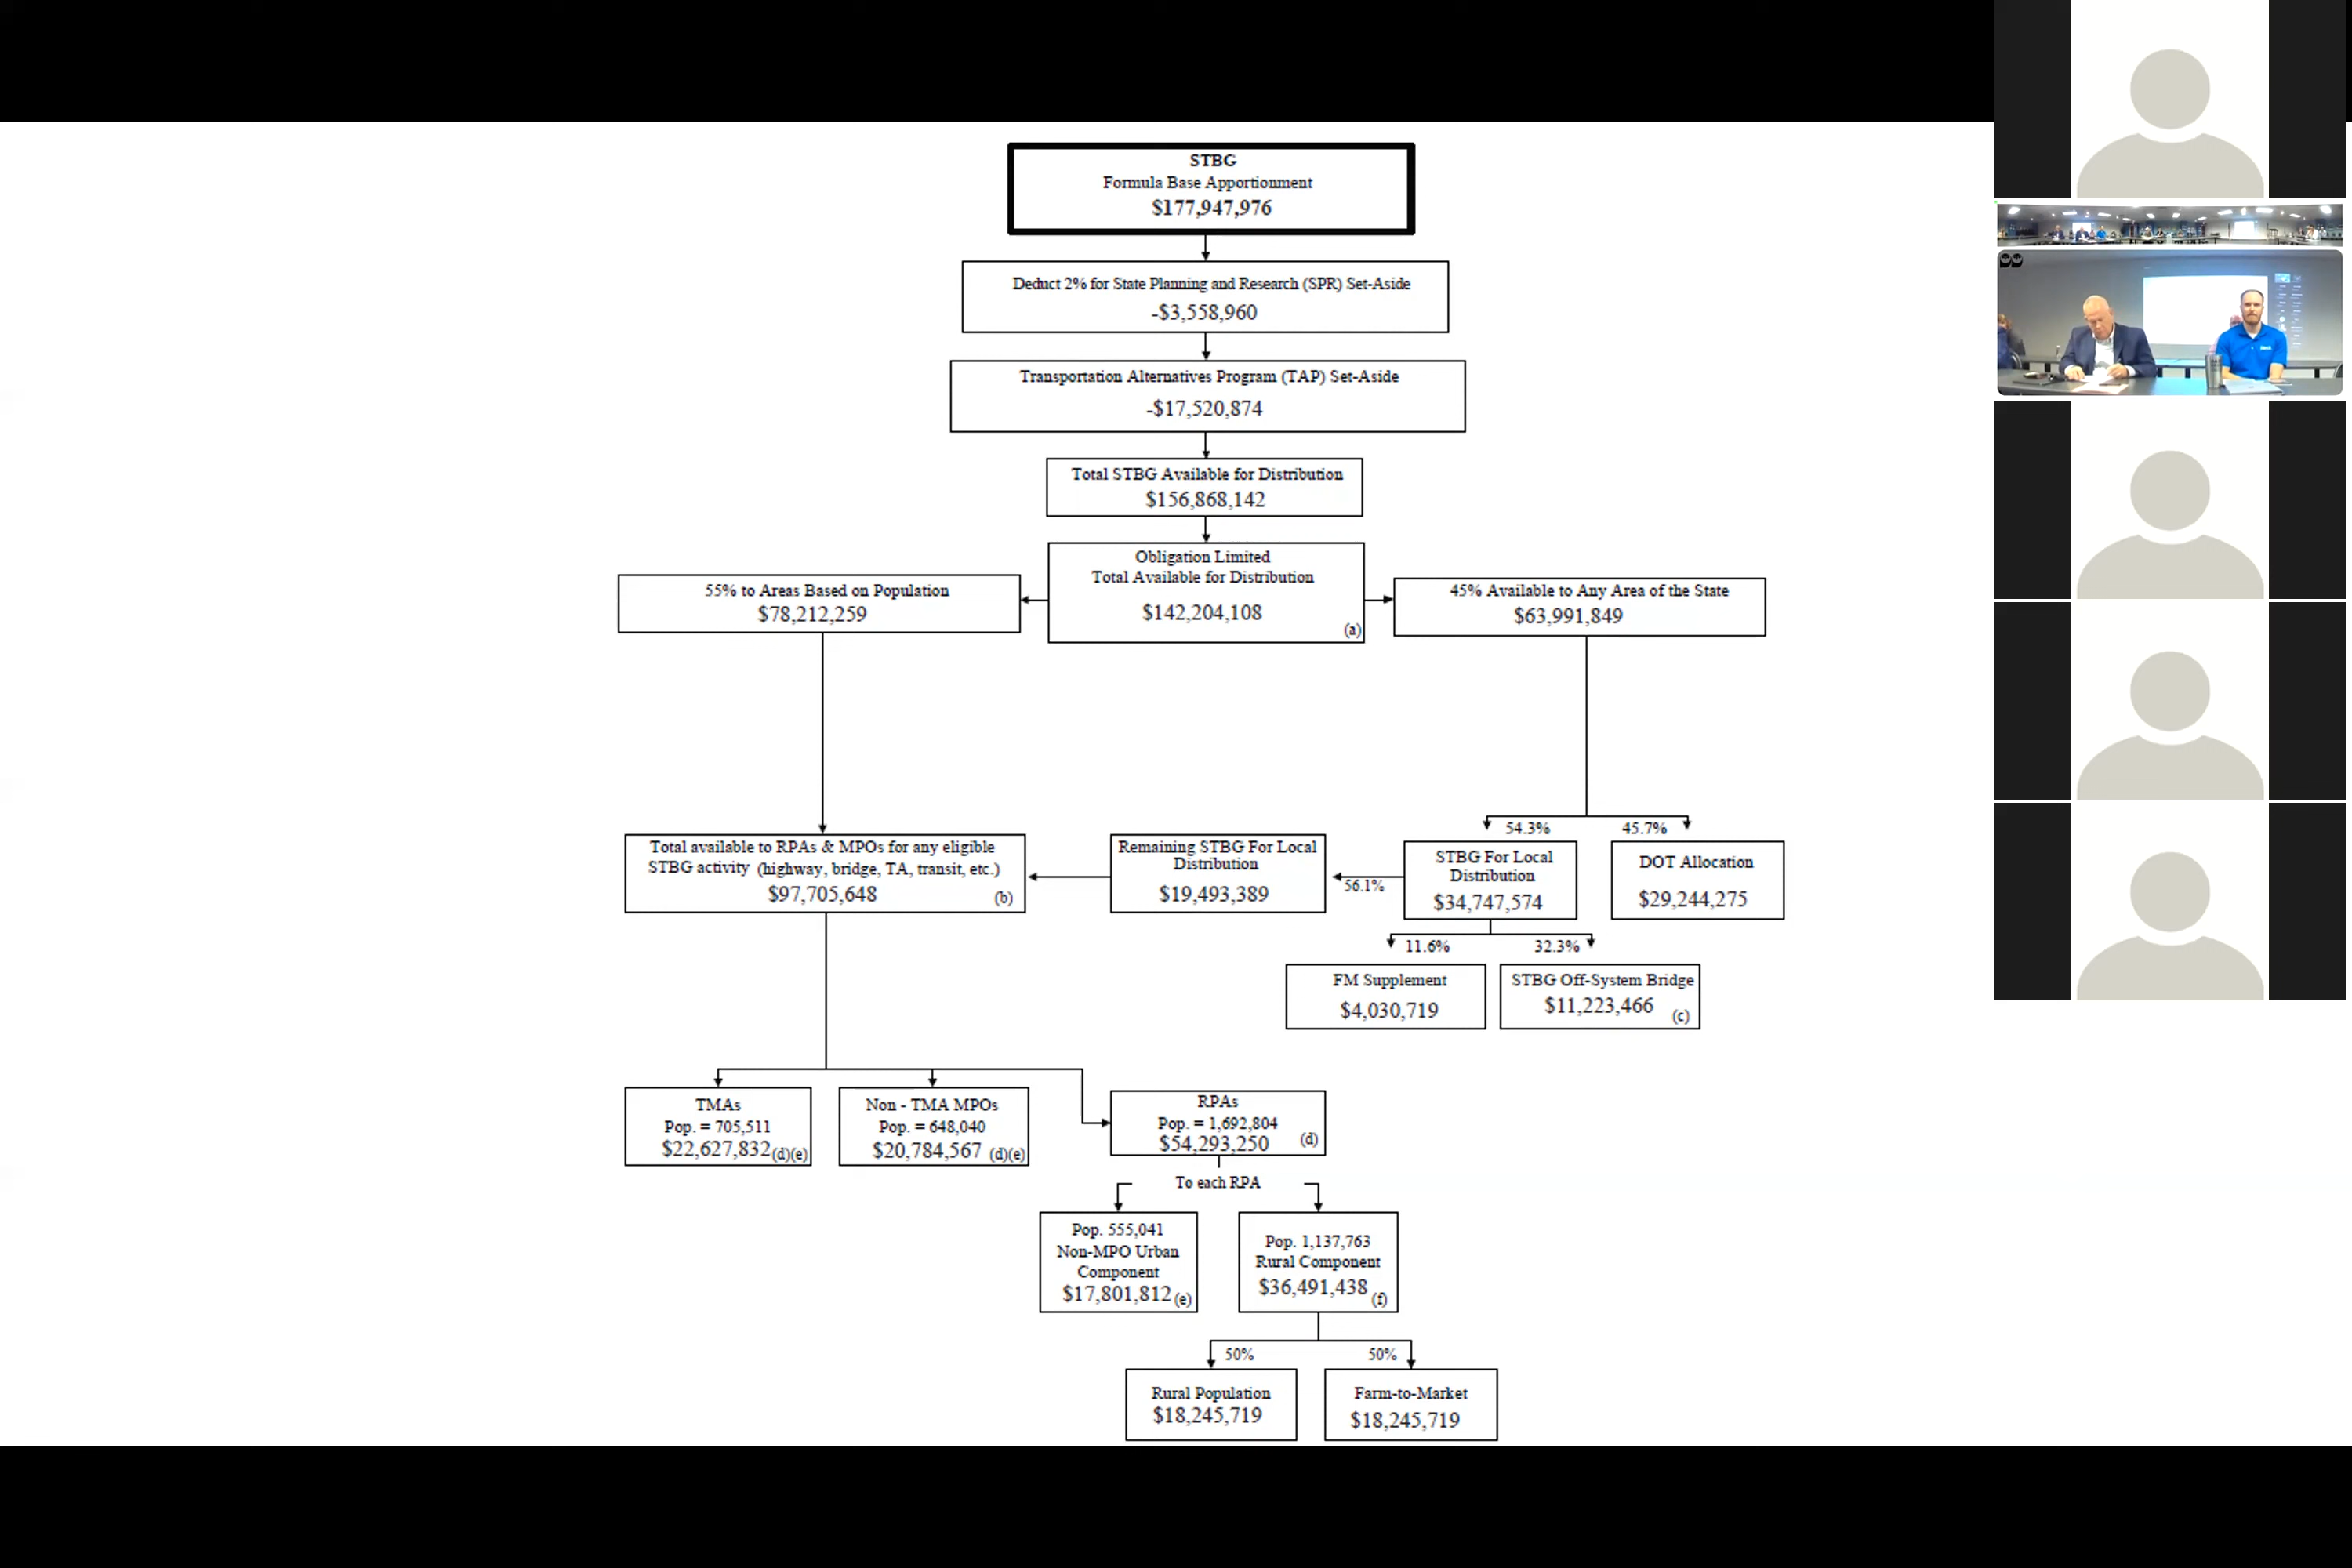 STBG
Formula Base Apportionment
$177,947,976
Deduct 2% for State Planning and Research (SPR) Set-Aside
-$3,558,960
Transportation Alternatives Program (TAP) Set-Aside
-$17,520,874
Total STBG Available for Distribution
$156,868,142
Obligation Limited
Total Available for Distribution
$142,204,108
(a)
55% to Areas Based on Population
$78,212,259
45% Available to Any Area of the State
$63,991,849
54.3%
45.7%
Total available to RPAs & MPOs for any eligible
STBG activity (highway, bridge, TA, transit, etc.)
$97,705,648
(b)
Remaining STBG For Local
Distribution
$19,493,389
56.1%
STBG For Local
Distribution
$34,747,574
DOT Allocation
$29,244,275
11.6%
32.3%
FM Supplement
$4,030,719
STBG Off-System Bridge
$11,223,466
(c)
TMAs
Pop. = 705,511
$22,627,832 (d)(e)
Non - TMA MPOs
Pop. = 648,040
$20,784,567 (d)(e)
RPAs
Pop. = 1,692,804
$54,293,250
(d)
To each RPA
Pop. 555,041
Non-MPO Urban
Component
$17,801,812 (e)
Pop. 1,137,763
Rural Component
$36,491,438 (f)
50%
50%
Rural Population
$18,245,719
Farm-to-Market
$18,245,719